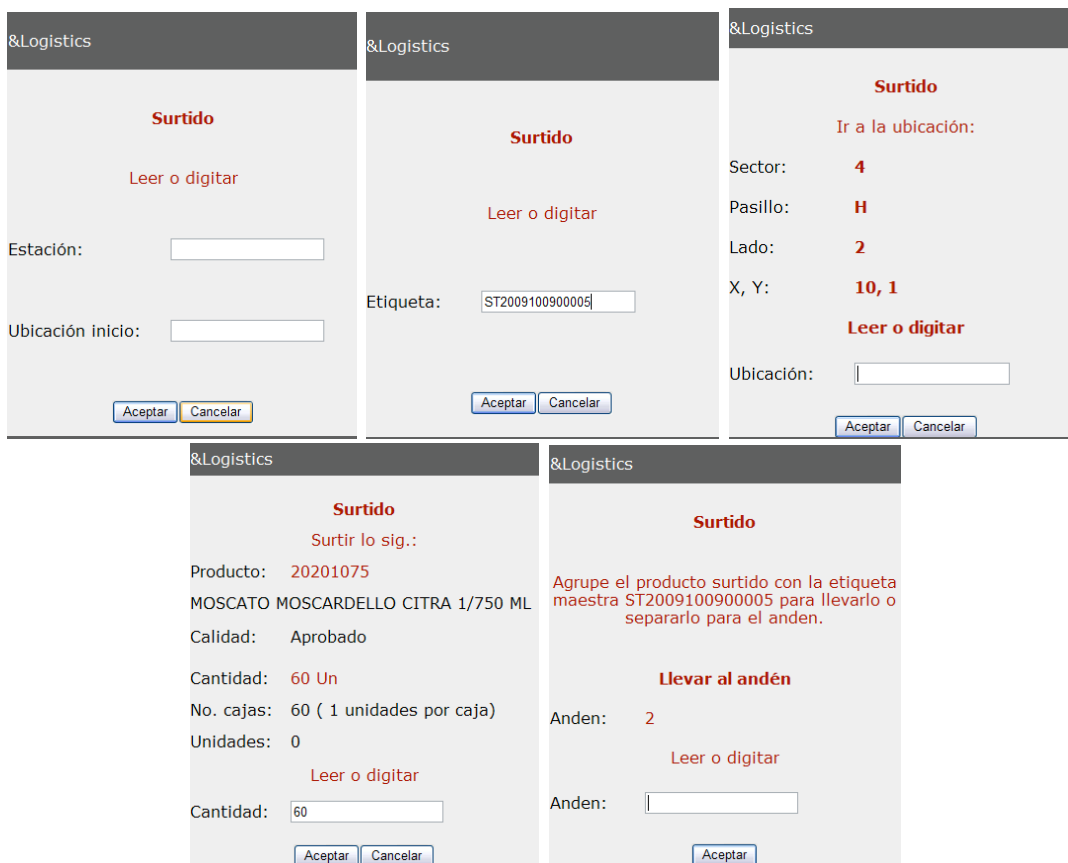 &Logistics
Surtido
Leer o digitar
Estación:
Ubicación inicio:
Aceptar Cancelar
&Logistics
Surtido
Leer o digitar
Etiqueta: ST2009100900005
Aceptar Cancelar
&Logistics
Surtido
Ir a la ubicación:
Sector: 4
Pasillo: H
Lado: 2
X, Y: 10, 1
Leer o digitar
Ubicación:
Aceptar Cancelar
&Logistics
Surtido
Surtir lo sig.:
Producto: 20201075
MOSCATO MOSCARDELLO CITRA 1/750 ML
Calidad: Aprobado
Cantidad: 60 Un
No. cajas: 60 ( 1 unidades por caja)
Unidades: 0
Leer o digitar
Cantidad: 60
Aceptar Cancelar
&Logistics
Surtido
Agrupe el producto surtido con la etiqueta
maestra ST2009100900005 para llevarlo o
separarlo para el anden.
Llevar al andén
Anden: 2
Leer o digitar
Anden:
Aceptar